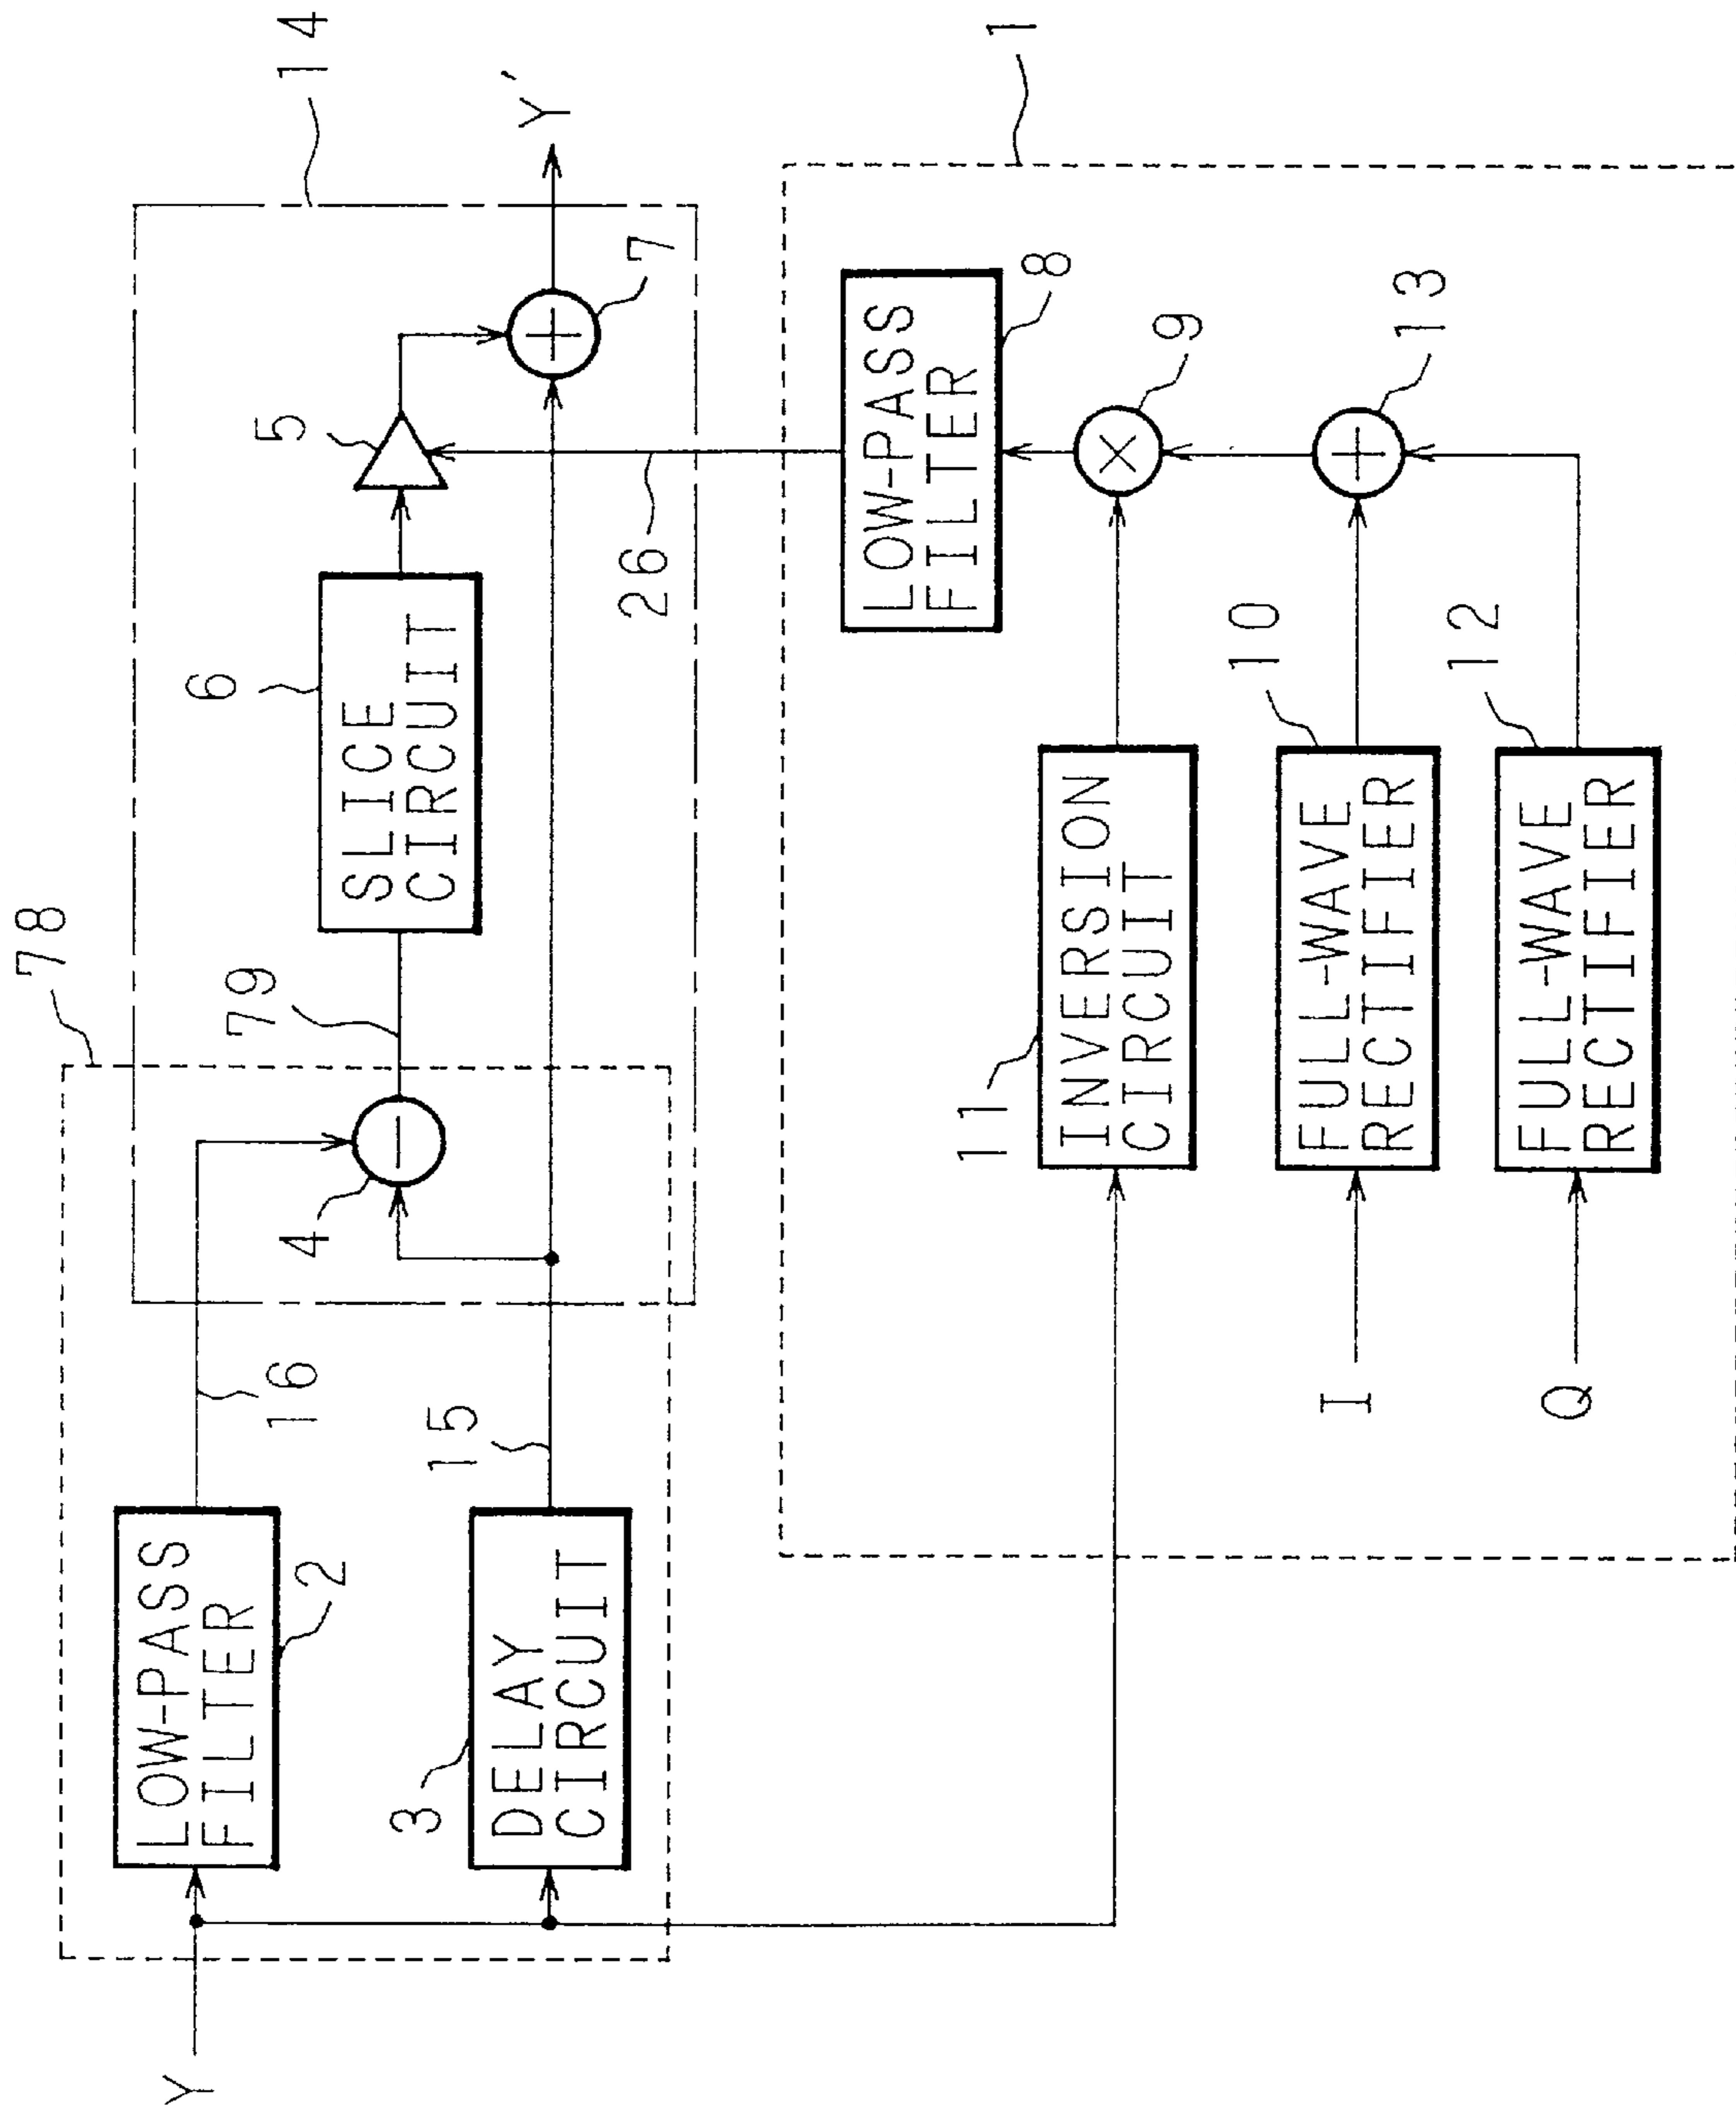 78
14
Y
LOW-PASS
FILTER
2
16
4
79
6
SLICE
CIRCUIT
5
7
Y'
3
DELAY
CIRCUIT
15
26
1
LOW-PASS
FILTER
8
11
INVERSION
CIRCUIT
9
I
FULL-WAVE
RECTIFIER
10
13
Q
FULL-WAVE
RECTIFIER
12